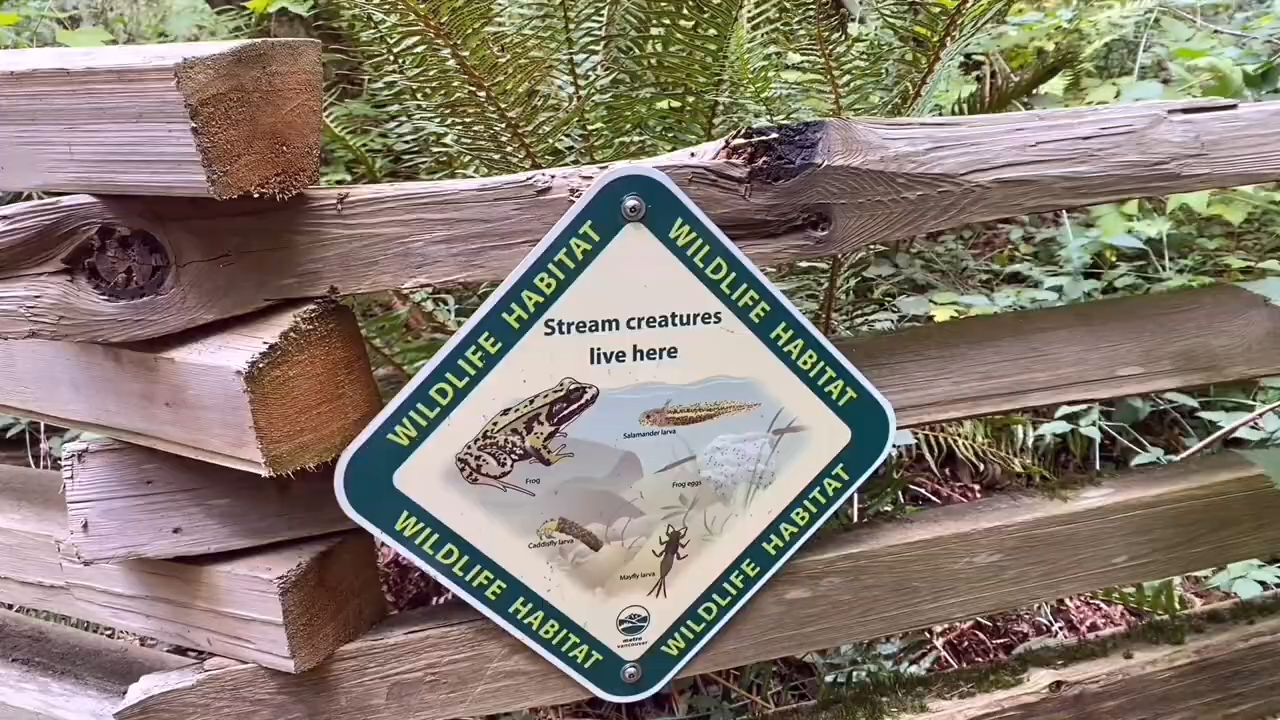 WILDLIFE HABITAT
WILDLIFE HABITAT
Stream creatures
live here
Salamander larva
Frog
Frog eggs
Caddisfly larva
Mayfly larva
metro
vancouver
WILDLIFE HABITAT
WILDLIFE HABITAT